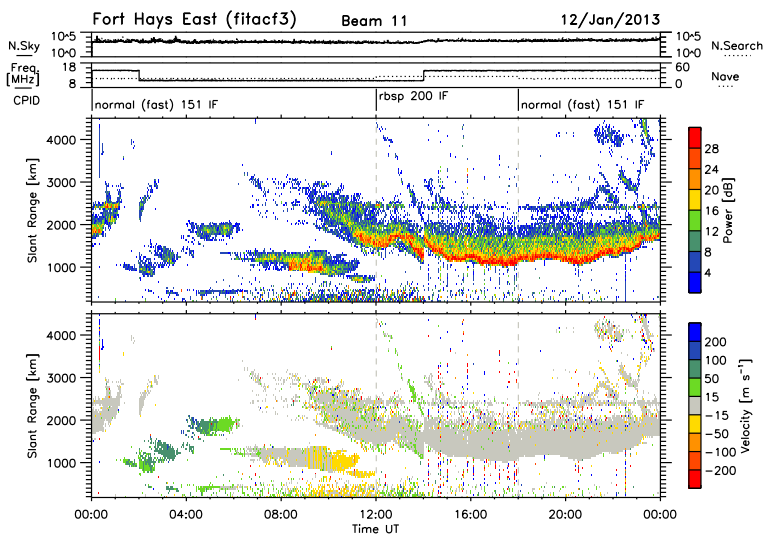 Fort Hays East (fitacf3) Beam 11 12/Jan/2013
N.Sky 10^5 10^0 10^5 10^0 N.Search
Freq. [MHz] 18 8 60 0 Nave
CPID normal (fast) 151 IF rbsp 200 IF normal (fast) 151 IF
Slant Range [km]
4000
3000
2000
1000
Power [dB]
28
24
20
16
12
8
4
Slant Range [km]
4000
3000
2000
1000
Velocity [m s⁻¹]
200
100
50
15
−15
−50
−100
−200
00:00 04:00 08:00 12:00 16:00 20:00 00:00
Time UT